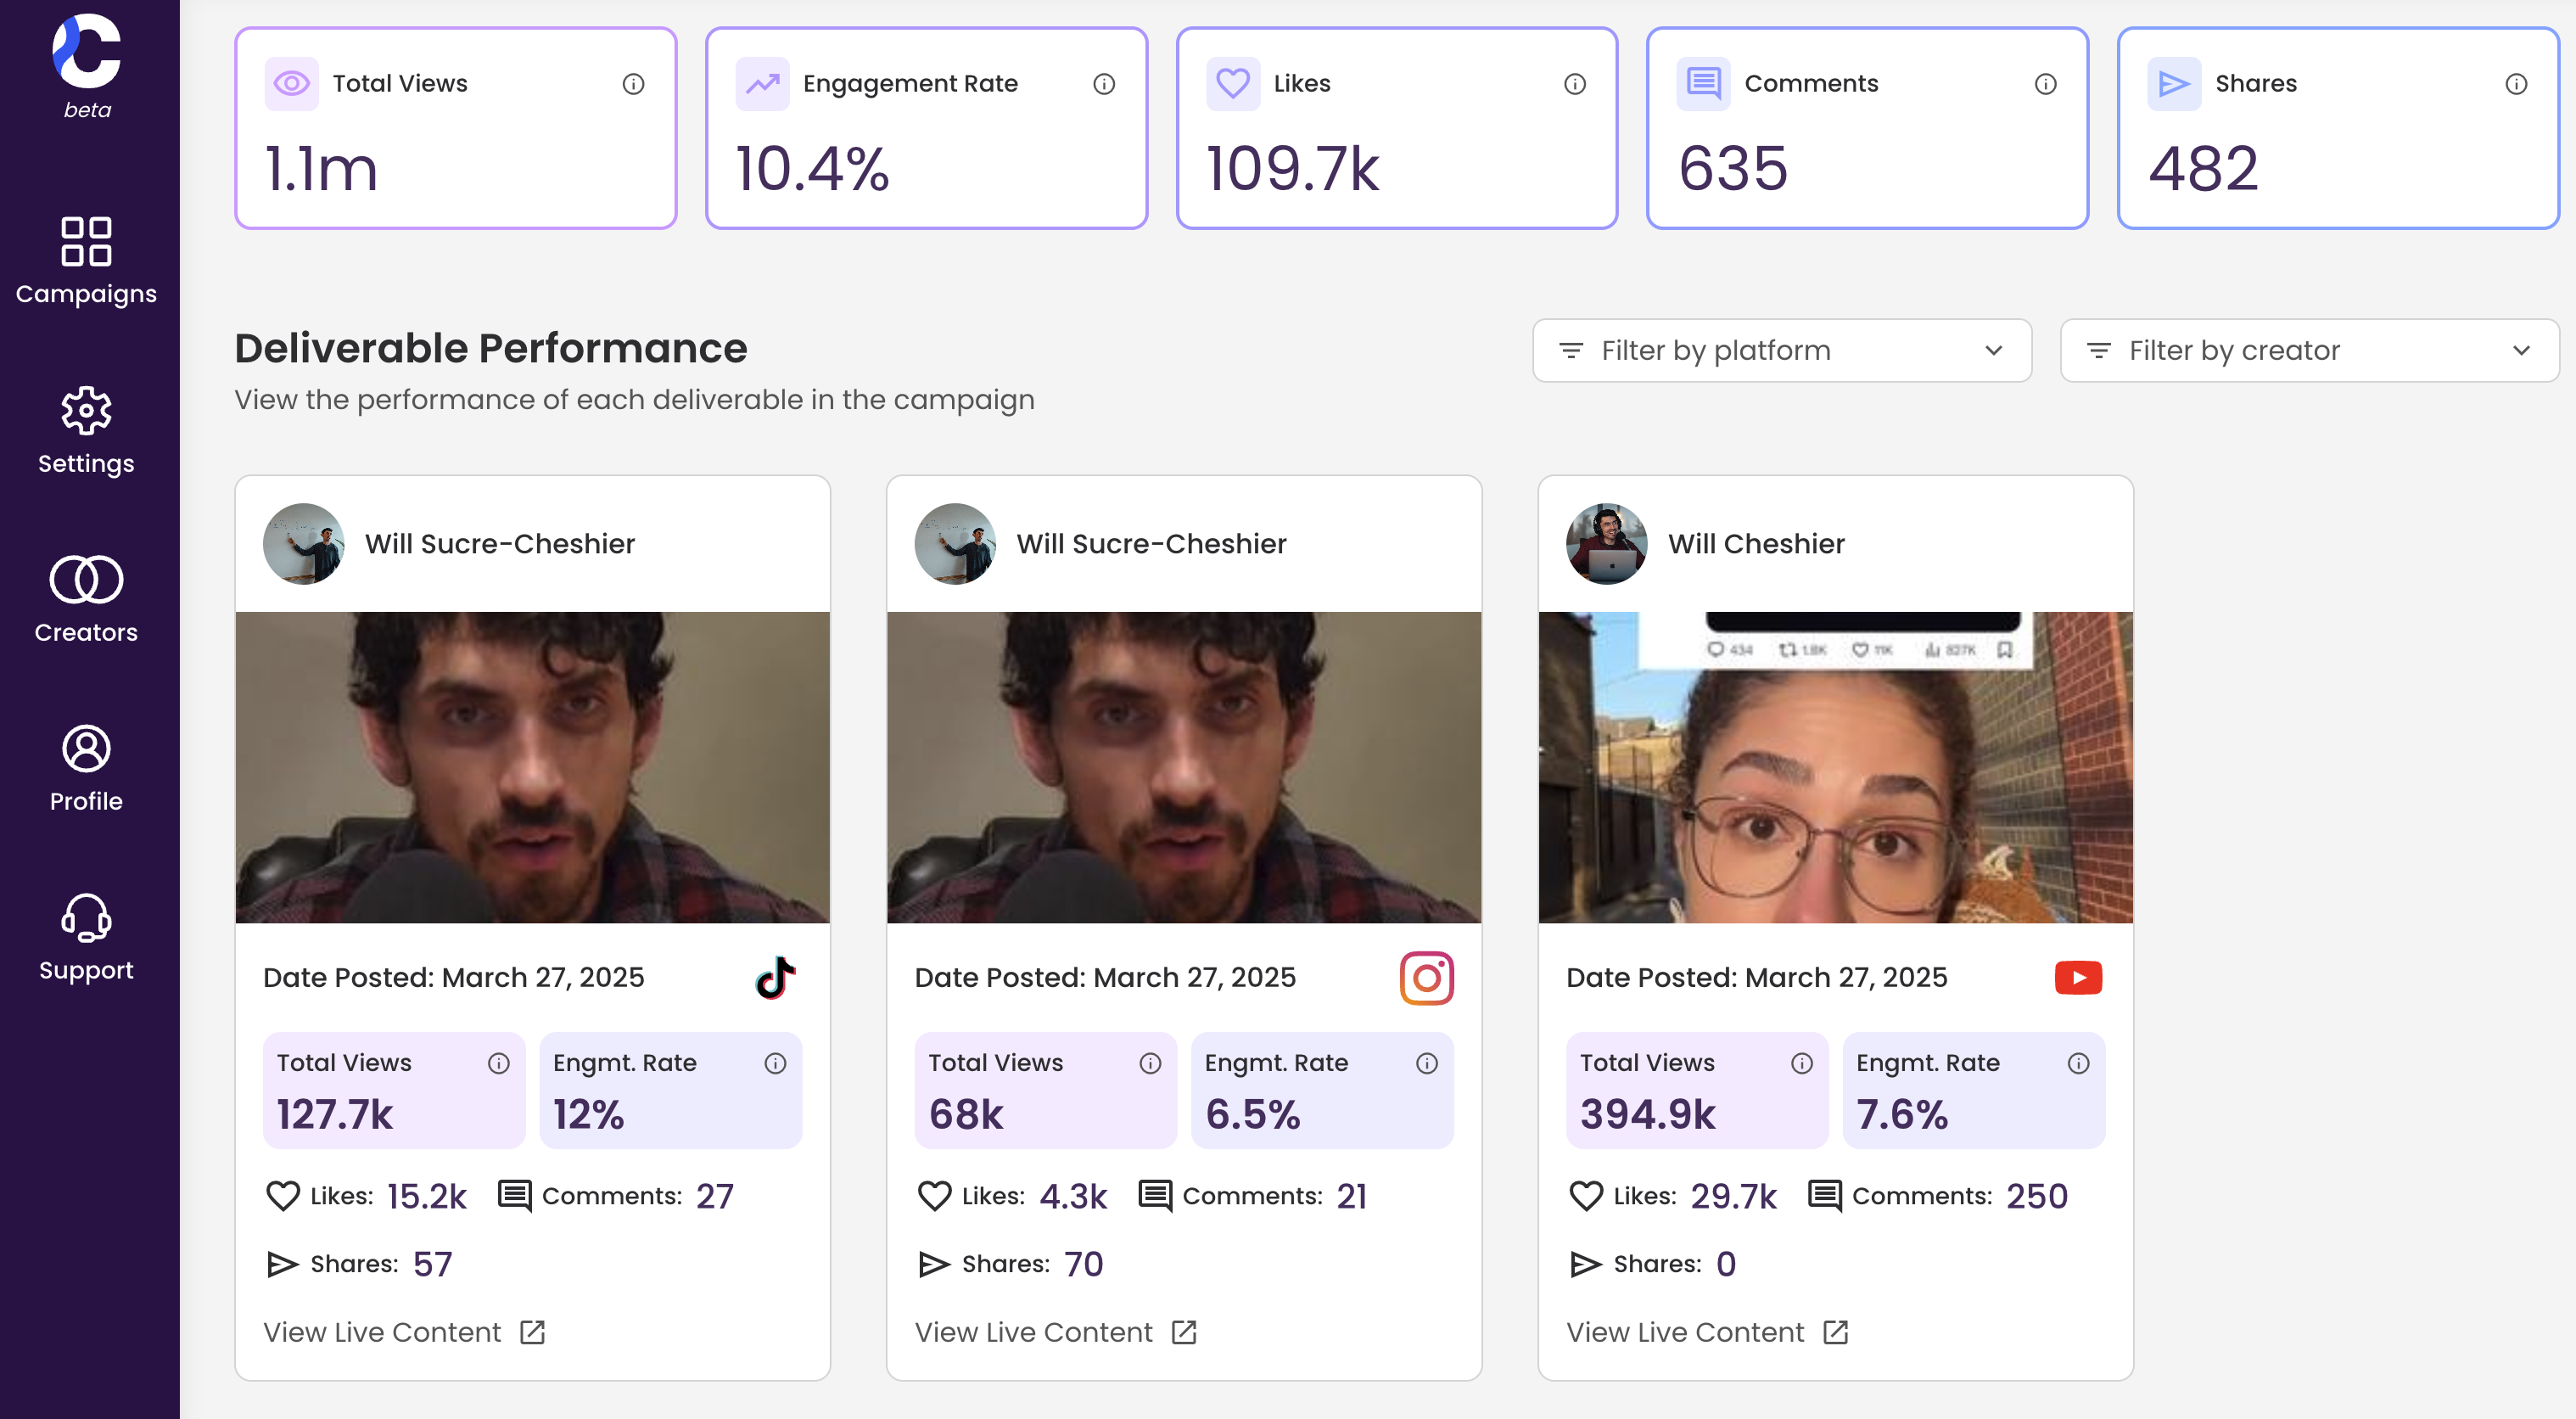 beta
Campaigns
Settings
Creators
Profile
Support
Total Views
1.1m
Engagement Rate
10.4%
Likes
109.7k
Comments
635
Shares
482
Deliverable Performance
View the performance of each deliverable in the campaign
Filter by platform
Filter by creator
Will Sucre-Cheshier
Date Posted: March 27, 2025
Total Views
127.7k
Engmt. Rate
12%
Likes: 15.2k Comments: 27
Shares: 57
View Live Content
Will Sucre-Cheshier
Date Posted: March 27, 2025
Total Views
68k
Engmt. Rate
6.5%
Likes: 4.3k Comments: 21
Shares: 70
View Live Content
Will Cheshier
434 1.8K 11K 827K
Date Posted: March 27, 2025
Total Views
394.9k
Engmt. Rate
7.6%
Likes: 29.7k Comments: 250
Shares: 0
View Live Content